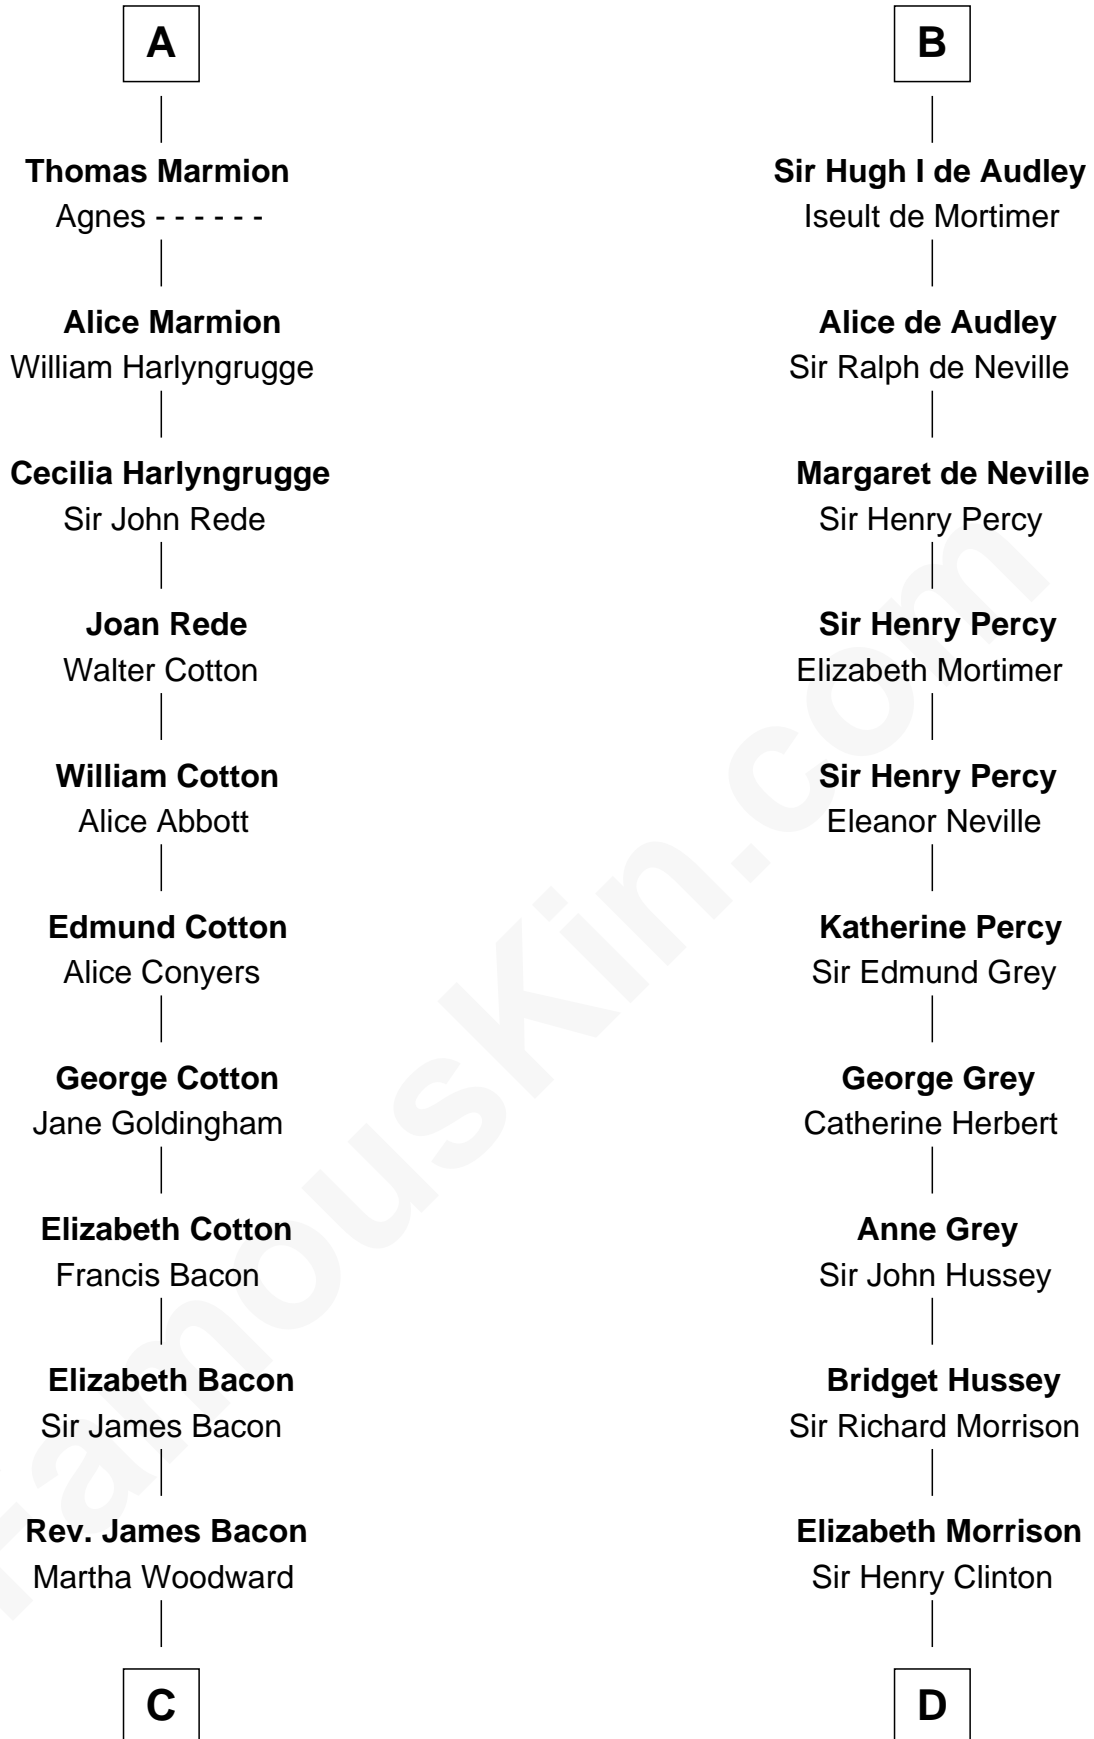 A
Thomas Marmion
Agnes - - - - - -
Alice Marmion
William Harlyngrugge
Cecilia Harlyngrugge
Sir John Rede
Joan Rede
Walter Cotton
William Cotton
Alice Abbott
Edmund Cotton
Alice Conyers
George Cotton
Jane Goldingham
Elizabeth Cotton
Francis Bacon
Elizabeth Bacon
Sir James Bacon
Rev. James Bacon
Martha Woodward
C
B
Sir Hugh I de Audley
Iseult de Mortimer
Alice de Audley
Sir Ralph de Neville
Margaret de Neville
Sir Henry Percy
Sir Henry Percy
Elizabeth Mortimer
Sir Henry Percy
Eleanor Neville
Katherine Percy
Sir Edmund Grey
George Grey
Catherine Herbert
Anne Grey
Sir John Hussey
Bridget Hussey
Sir Richard Morrison
Elizabeth Morrison
Sir Henry Clinton
D
FamousKin.com